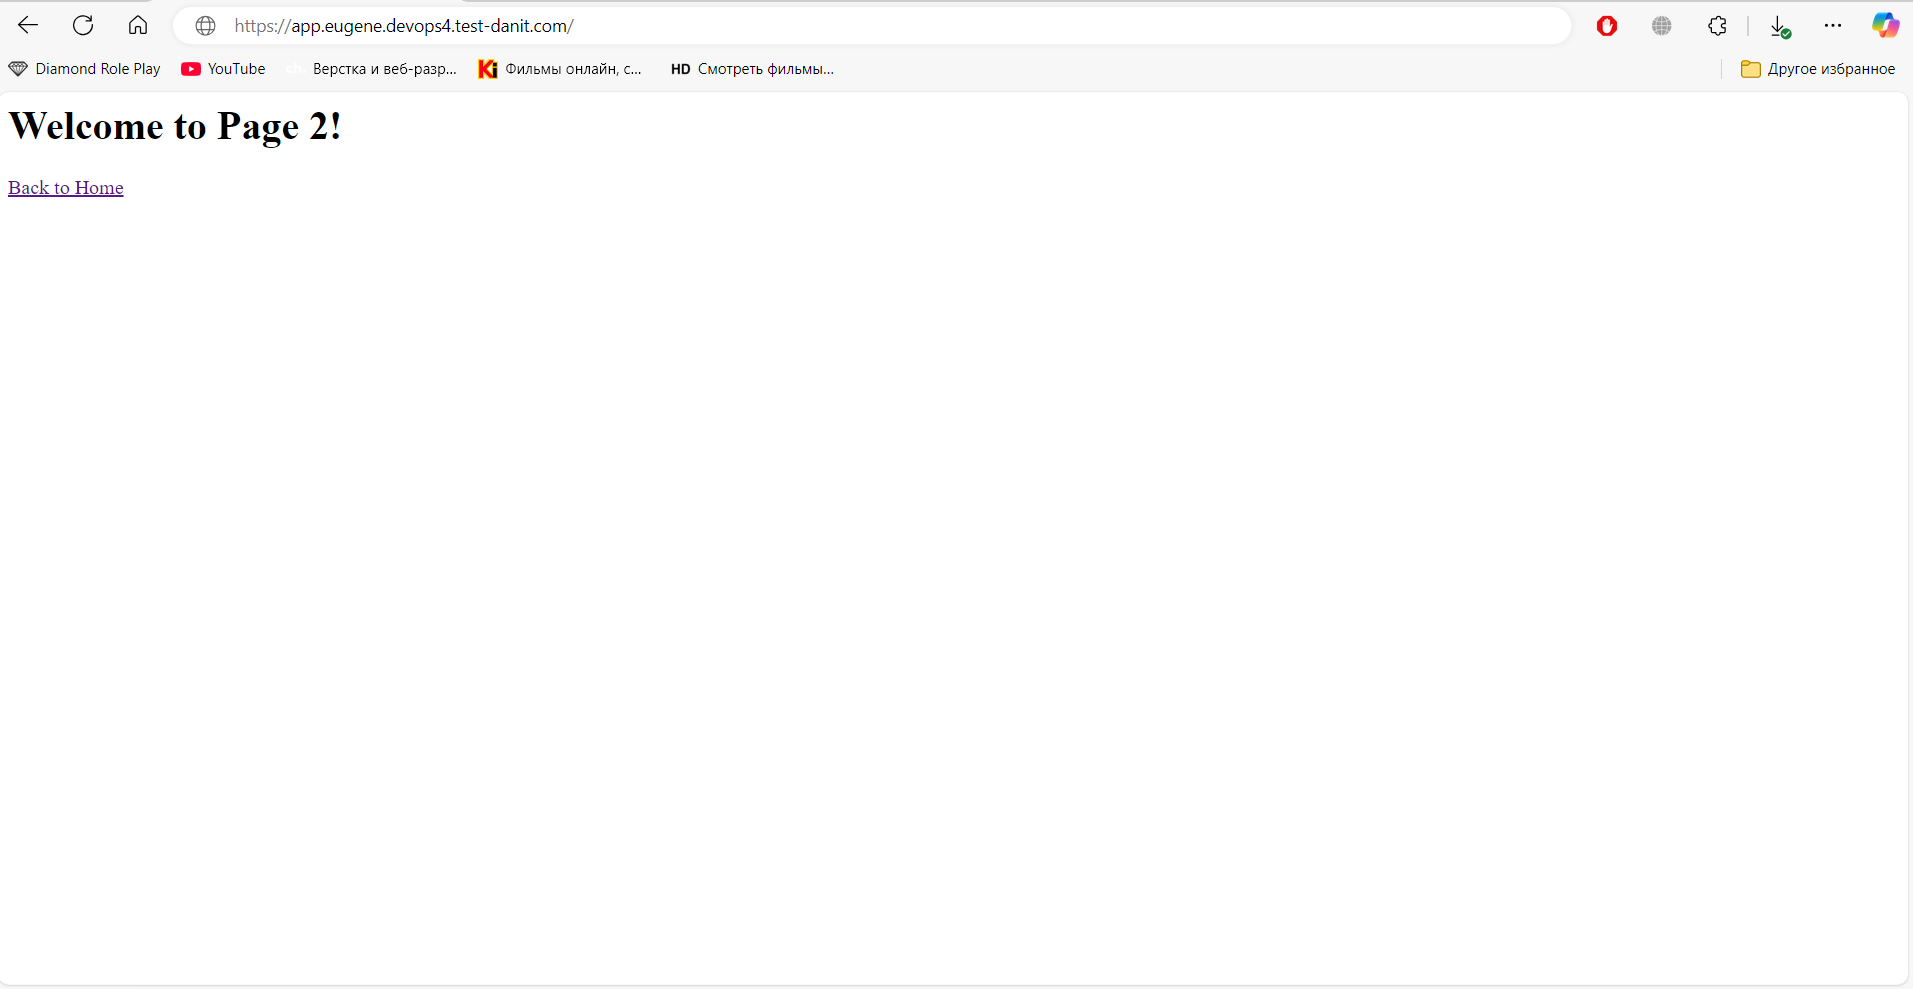 https://app.eugene.devops4.test-danit.com/
Diamond Role Play YouTube Верстка и веб-разр... Ki Фильмы онлайн, с... HD Смотреть фильмы... Другое избранное
Welcome to Page 2!
Back to Home